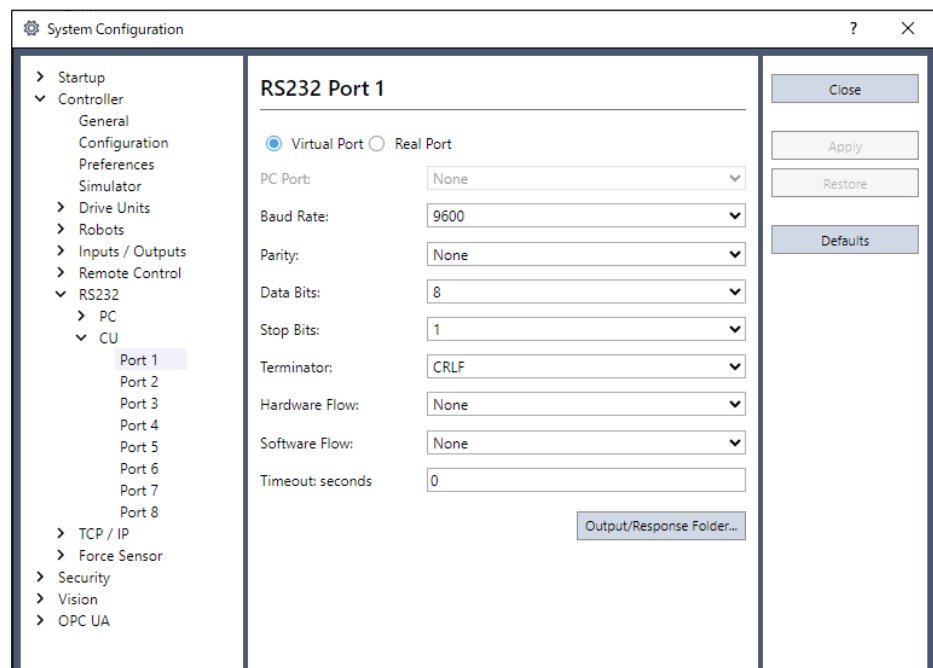 System Configuration
?
Startup
Controller
General
Configuration
Preferences
Simulator
Drive Units
Robots
Inputs / Outputs
Remote Control
RS232
PC
CU
Port 1
Port 2
Port 3
Port 4
Port 5
Port 6
Port 7
Port 8
TCP / IP
Force Sensor
Security
Vision
OPC UA
RS232 Port 1
Virtual Port Real Port
PC Port: None
Baud Rate: 9600
Parity: None
Data Bits: 8
Stop Bits: 1
Terminator: CRLF
Hardware Flow: None
Software Flow: None
Timeout: seconds 0
Output/Response Folder...
Close
Apply
Restore
Defaults